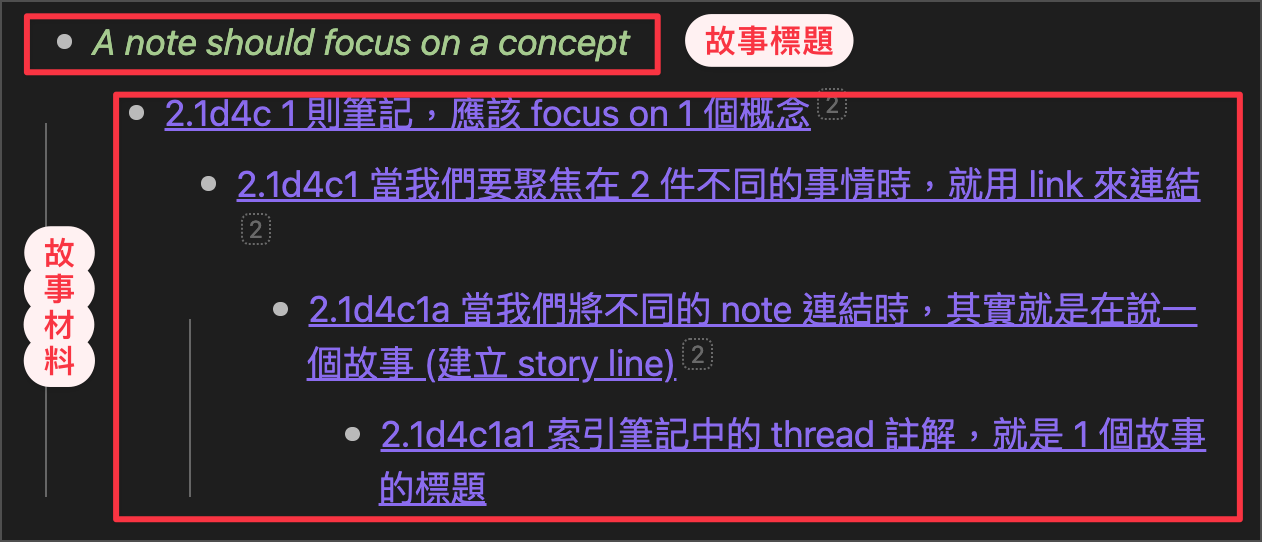 A note should focus on a concept
故事標題
2.1d4c 1 則筆記，應該 focus on 1 個概念 2
2.1d4c1 當我們要聚焦在 2 件不同的事情時，就用 link 來連結
2
故事材料
2.1d4c1a 當我們將不同的 note 連結時，其實就是在說一
個故事 (建立 story line) 2
2.1d4c1a1 索引筆記中的 thread 註解，就是 1 個故事
的標題